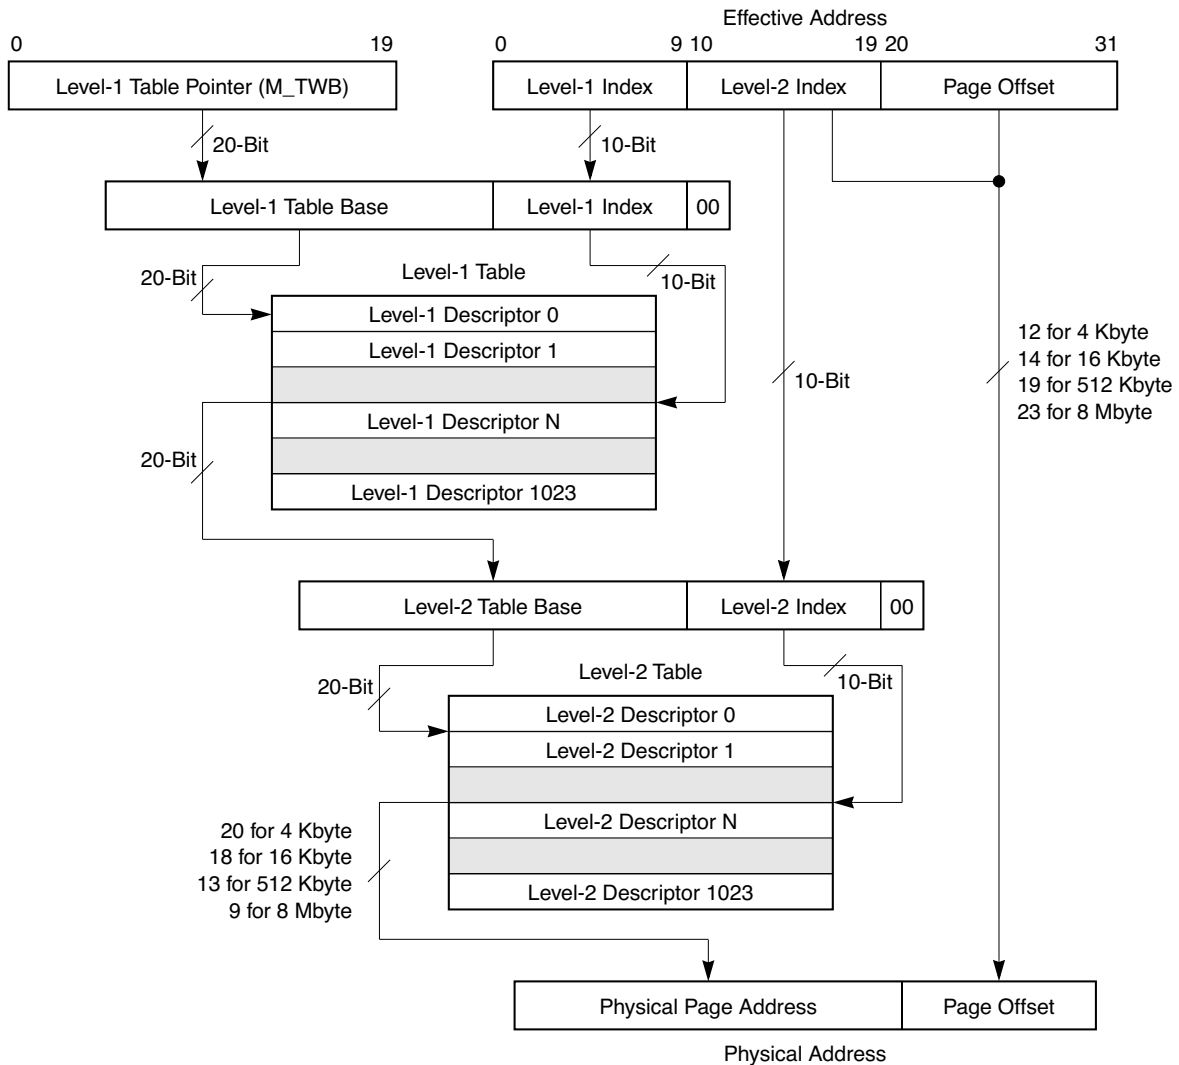 Effective Address
0 19 0 9 10 19 20 31
Level-1 Table Pointer (M_TWB) Level-1 Index Level-2 Index Page Offset
20-Bit 10-Bit
Level-1 Table Base Level-1 Index 00
Level-1 Table
20-Bit 10-Bit
Level-1 Descriptor 0
Level-1 Descriptor 1
12 for 4 Kbyte
14 for 16 Kbyte
19 for 512 Kbyte
23 for 8 Mbyte
10-Bit
Level-1 Descriptor N
20-Bit
Level-1 Descriptor 1023
Level-2 Table Base Level-2 Index 00
Level-2 Table
20-Bit 10-Bit
Level-2 Descriptor 0
Level-2 Descriptor 1
Level-2 Descriptor N
20 for 4 Kbyte
18 for 16 Kbyte
13 for 512 Kbyte
9 for 8 Mbyte
Level-2 Descriptor 1023
Physical Page Address Page Offset
Physical Address